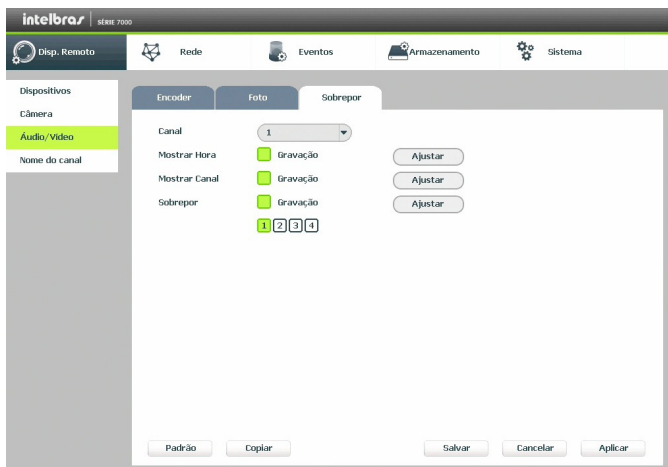 intelbras SÉRIE 7000
Disp. Remoto Rede Eventos Armazenamento Sistema
Dispositivos
Câmera
Áudio/Vídeo
Nome do canal
Encoder Foto Sobrepor
Canal 1
Mostrar Hora Gravação Ajustar
Mostrar Canal Gravação Ajustar
Sobrepor Gravação Ajustar
1 2 3 4
Padrão Copiar Salvar Cancelar Aplicar